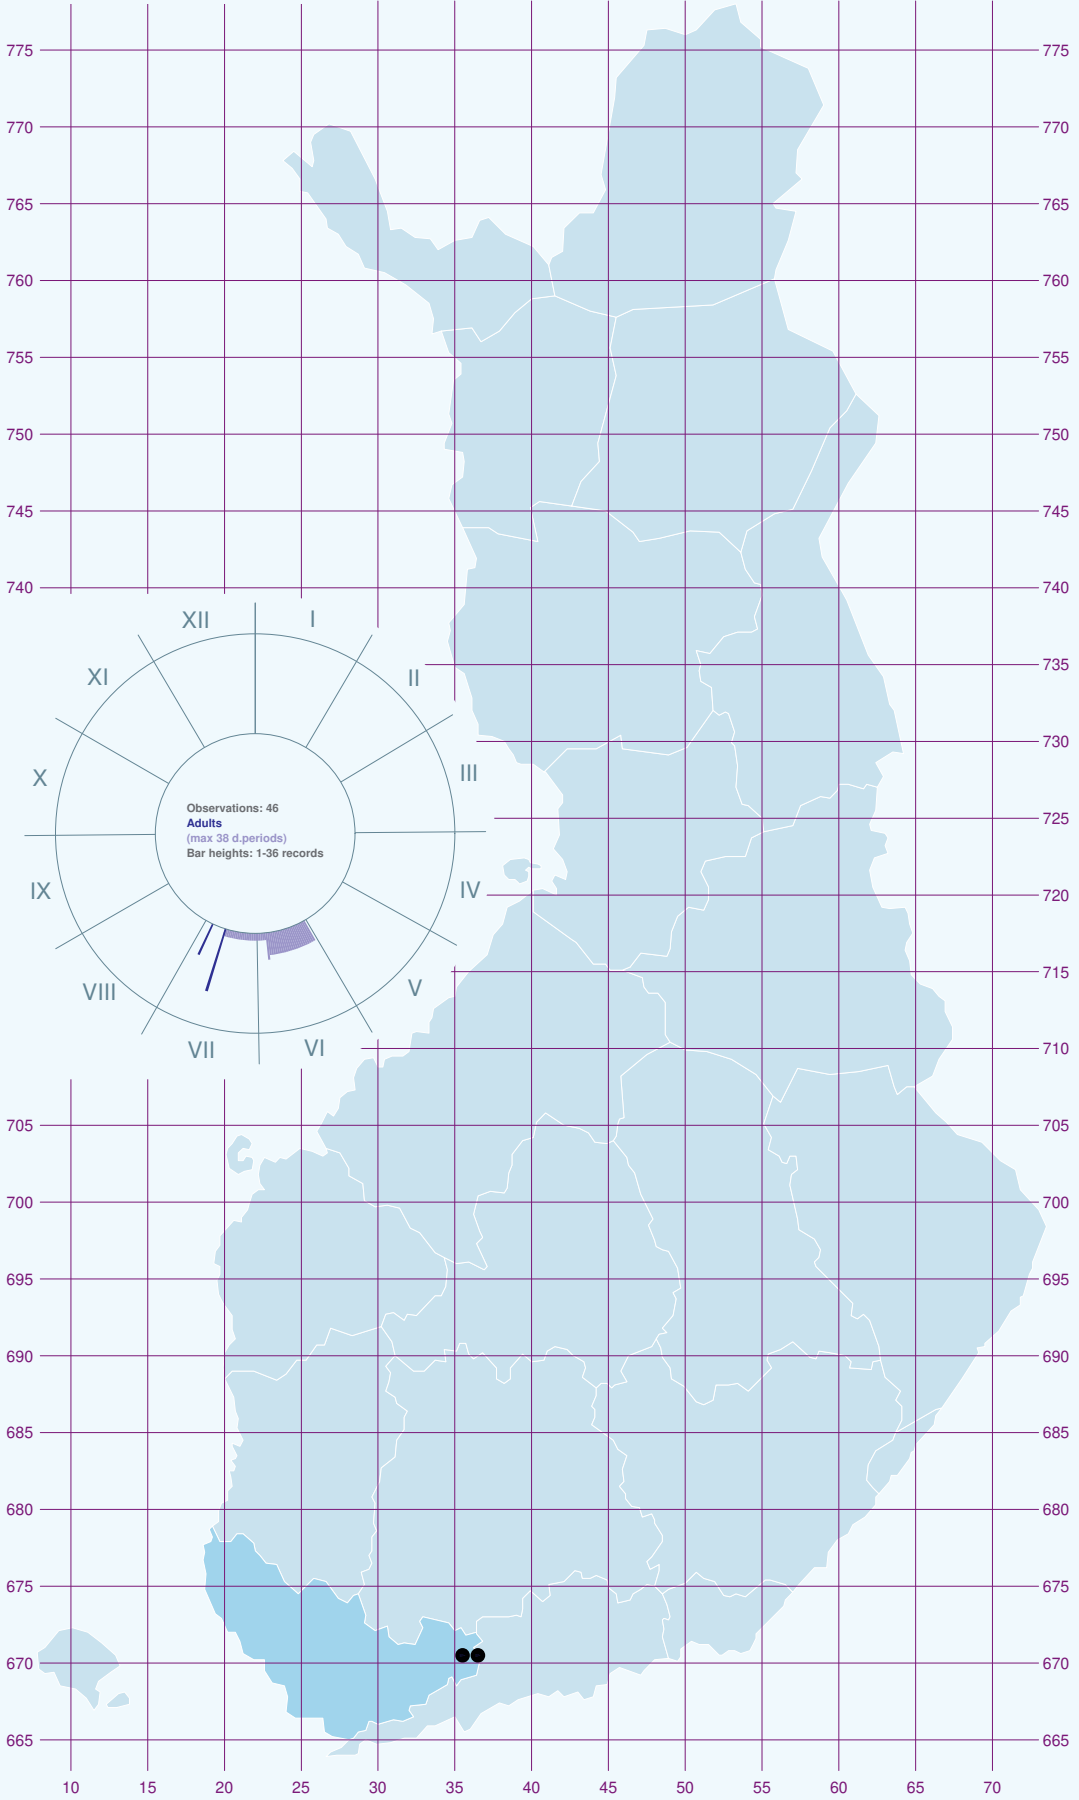 775 775
770 770
765 765
760 760
755 755
750 750
745 745
740 740
XII I
XI II
735
730
X III
Observations: 46
Adults
(max 38 d.periods)
Bar heights: 1-36 records
725
IX IV
720
VIII V
715
VII VI
710
705 705
700 700
695 695
690 690
685 685
680 680
675 675
670 670
665 665
10 15 20 25 30 35 40 45 50 55 60 65 70